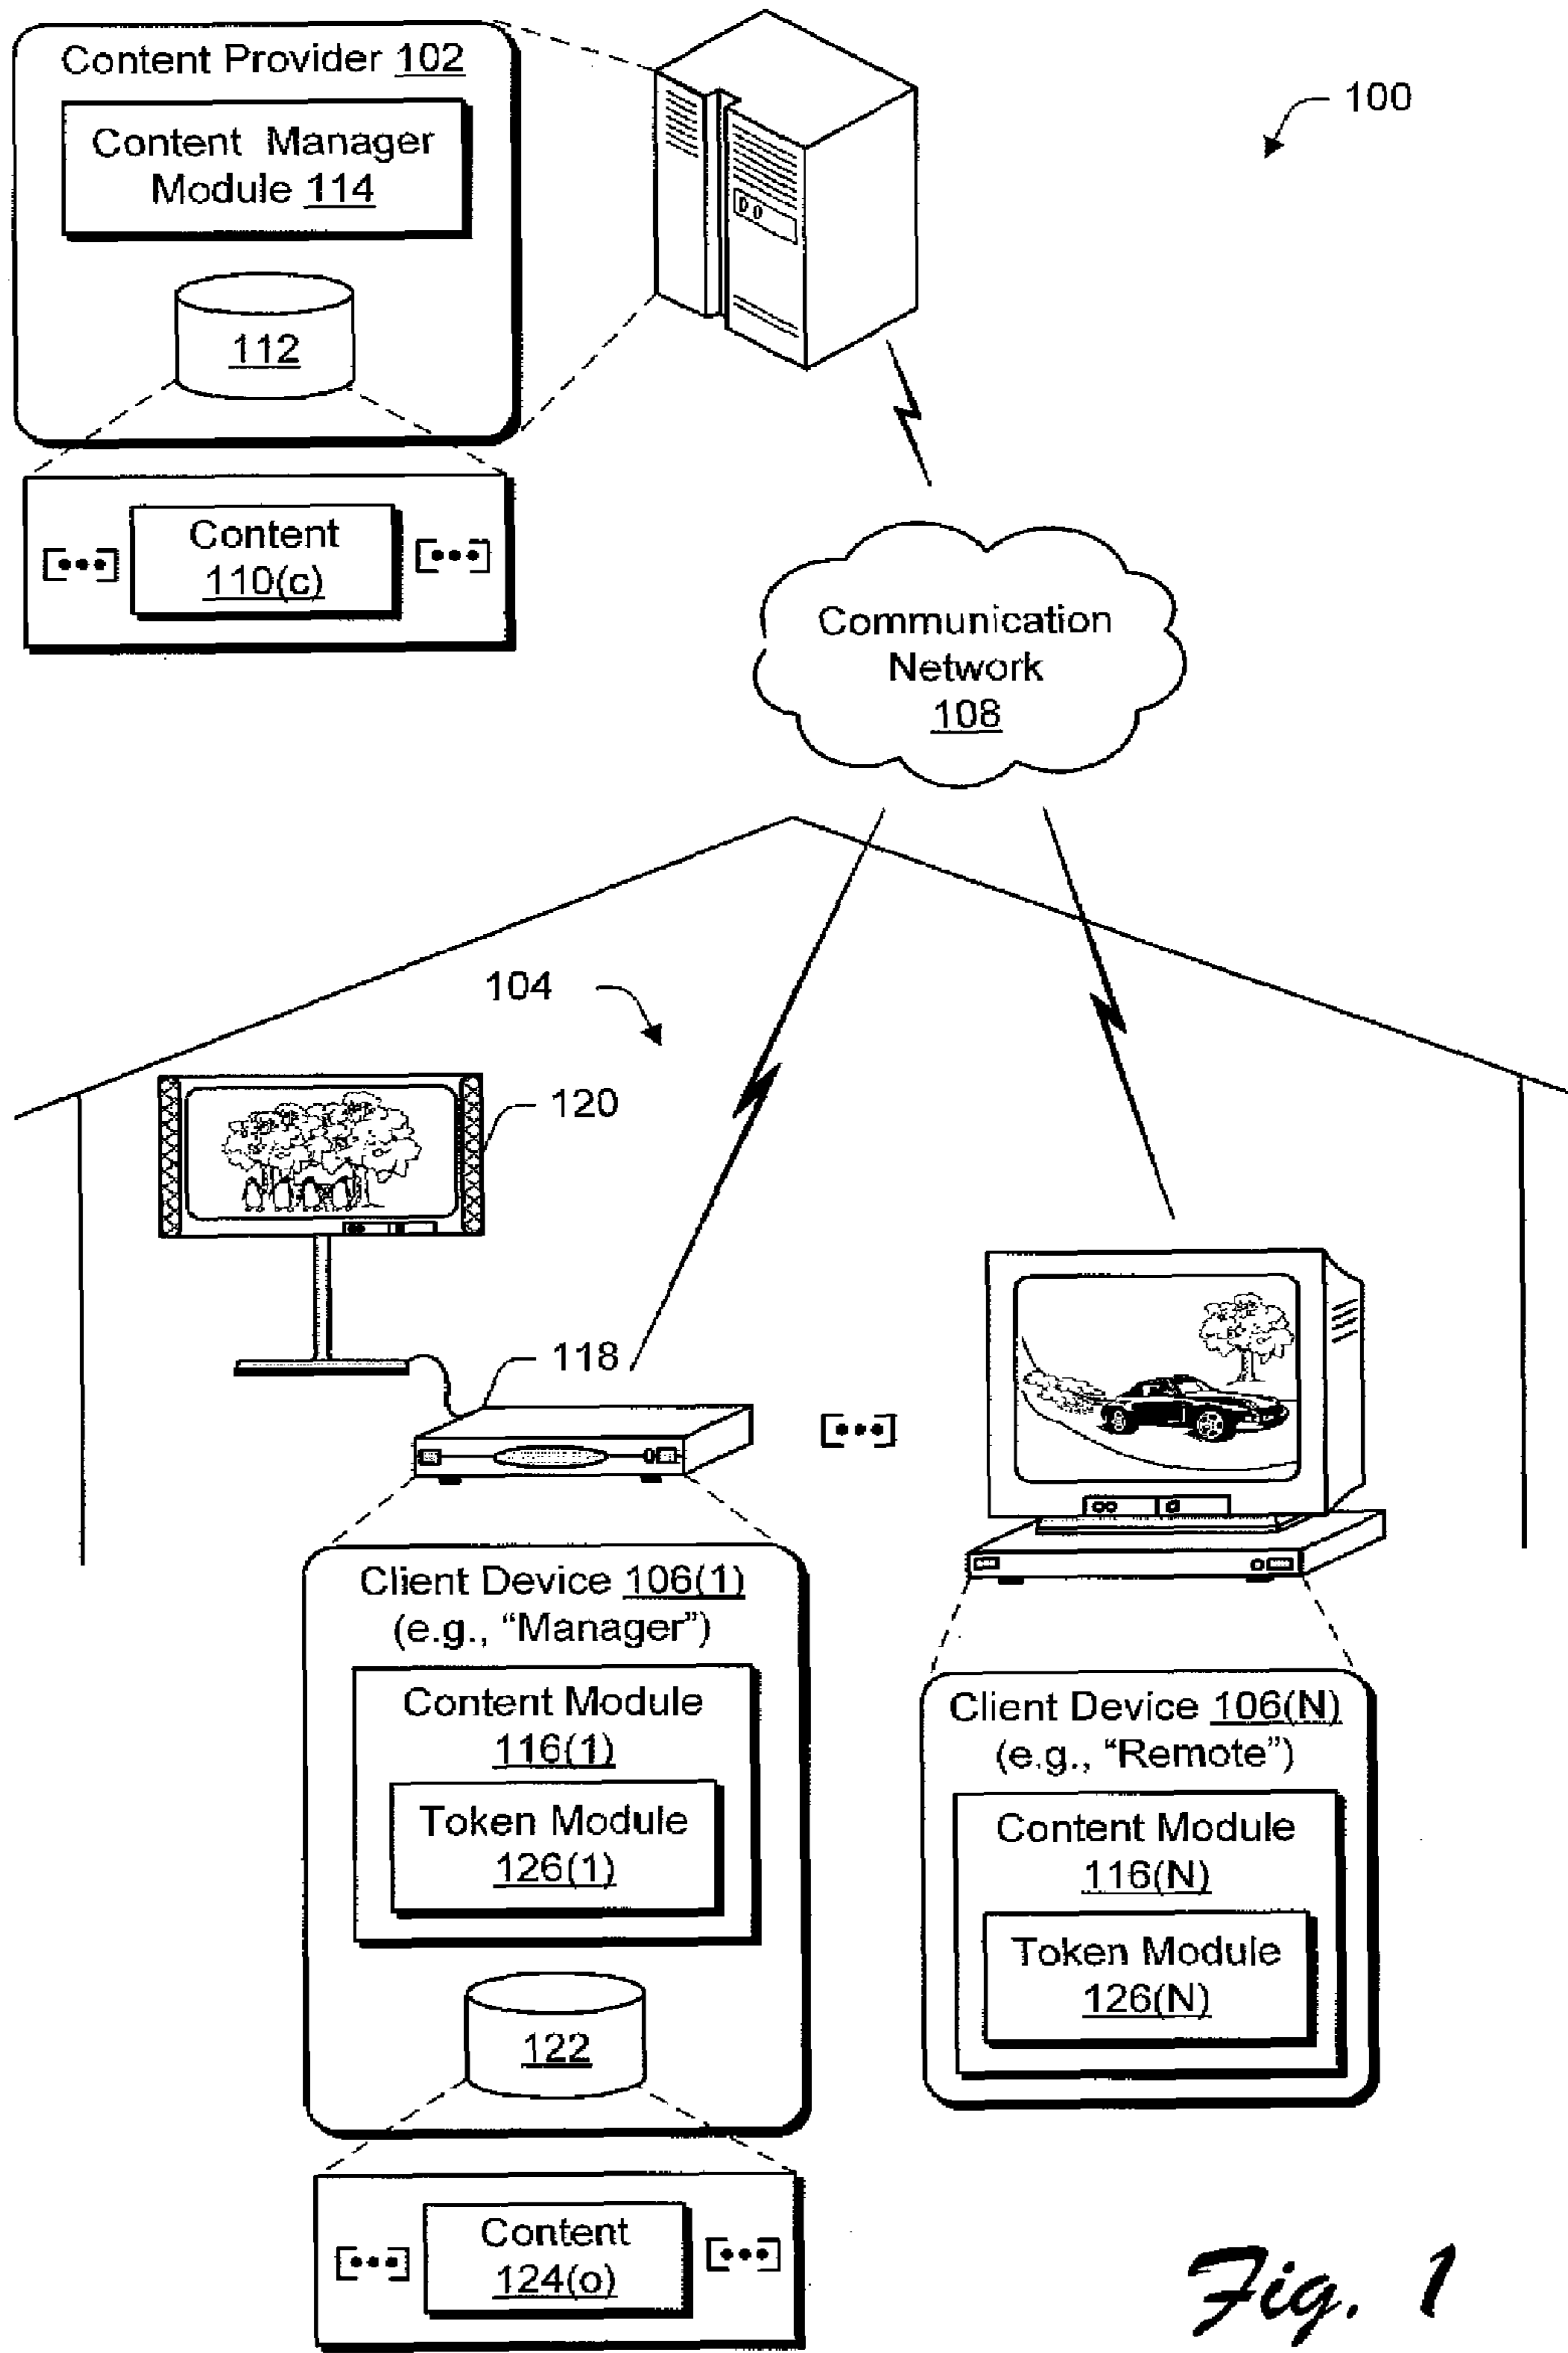 Content Provider 102
Content Manager
Module 114
112
Content
110(c)
[•••]
[•••]
100
D O
Communication
Network
108
104
120
118
[•••]
Client Device 106(1)
(e.g., “Manager”)
Content Module
116(1)
Token Module
126(1)
122
[•••]
Content
124(o)
[•••]
Client Device 106(N)
(e.g., “Remote”)
Content Module
116(N)
Token Module
126(N)
Fig. 1